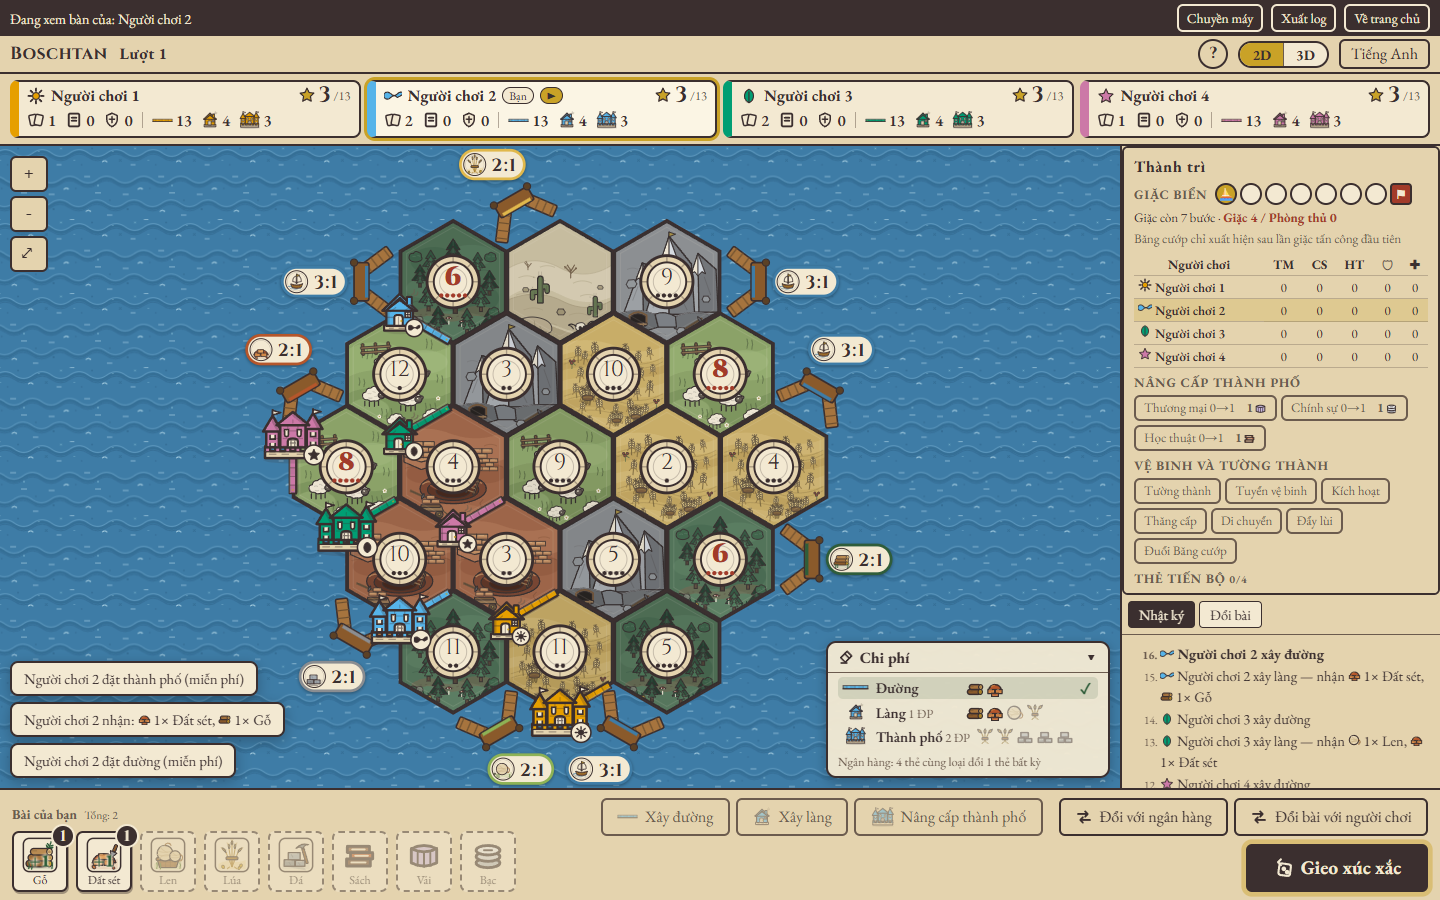 Đang xem bàn của: Người chơi 2
Chuyền máy
Xuất log
Về trang chủ
BOSCHTAN Lượt 1
?
2D 3D
Tiếng Anh
Người chơi 1 3/13
1 0 0 13 4 3
Người chơi 2 Bạn 3/13
2 0 0 13 4 3
Người chơi 3 3/13
2 0 0 13 4 3
Người chơi 4 3/13
1 0 0 13 4 3
+
-
2:1
3:1
3:1
2:1
3:1
2:1
2:1
2:1
3:1
6
9
12
3
10
8
8
4
9
2
4
10
3
5
6
11
11
5
Người chơi 2 đặt thành phố (miễn phí)
Người chơi 2 nhận: 1× Đất sét, 1× Gỗ
Người chơi 2 đặt đường (miễn phí)
Chi phí
Đường
Làng 1 ĐP
Thành phố 2 ĐP
Ngân hàng: 4 thẻ cùng loại đổi 1 thẻ bất kỳ
Thành trì
GIẶC BIỂN
Giặc còn 7 bước · Giặc 4 / Phòng thủ 0
Băng cướp chỉ xuất hiện sau lần giặc tấn công đầu tiên
Người chơi TM CS HT
Người chơi 1 0 0 0 0 0
Người chơi 2 0 0 0 0 0
Người chơi 3 0 0 0 0 0
Người chơi 4 0 0 0 0 0
NÂNG CẤP THÀNH PHỐ
Thương mại 0→1 1
Chính sự 0→1 1
Học thuật 0→1 1
VỆ BINH VÀ TƯỜNG THÀNH
Tường thành
Tuyển vệ binh
Kích hoạt
Thăng cấp
Di chuyển
Đẩy lùi
Đuổi Băng cướp
THẺ TIẾN BỘ 0/4
Nhật ký
Đổi bài
16. Người chơi 2 xây đường
15. Người chơi 2 xây làng — nhận 1× Đất sét,
1× Gỗ
14. Người chơi 3 xây đường
13. Người chơi 3 xây làng — nhận 1× Len,
1× Đất sét
12. Người chơi 4 xây đường
Bài của bạn Tổng: 2
1
Gỗ
1
Đất sét
Len
Lúa
Đá
Sách
Vải
Bạc
Xây đường
Xây làng
Nâng cấp thành phố
Đổi với ngân hàng
Đổi bài với người chơi
Gieo xúc xắc